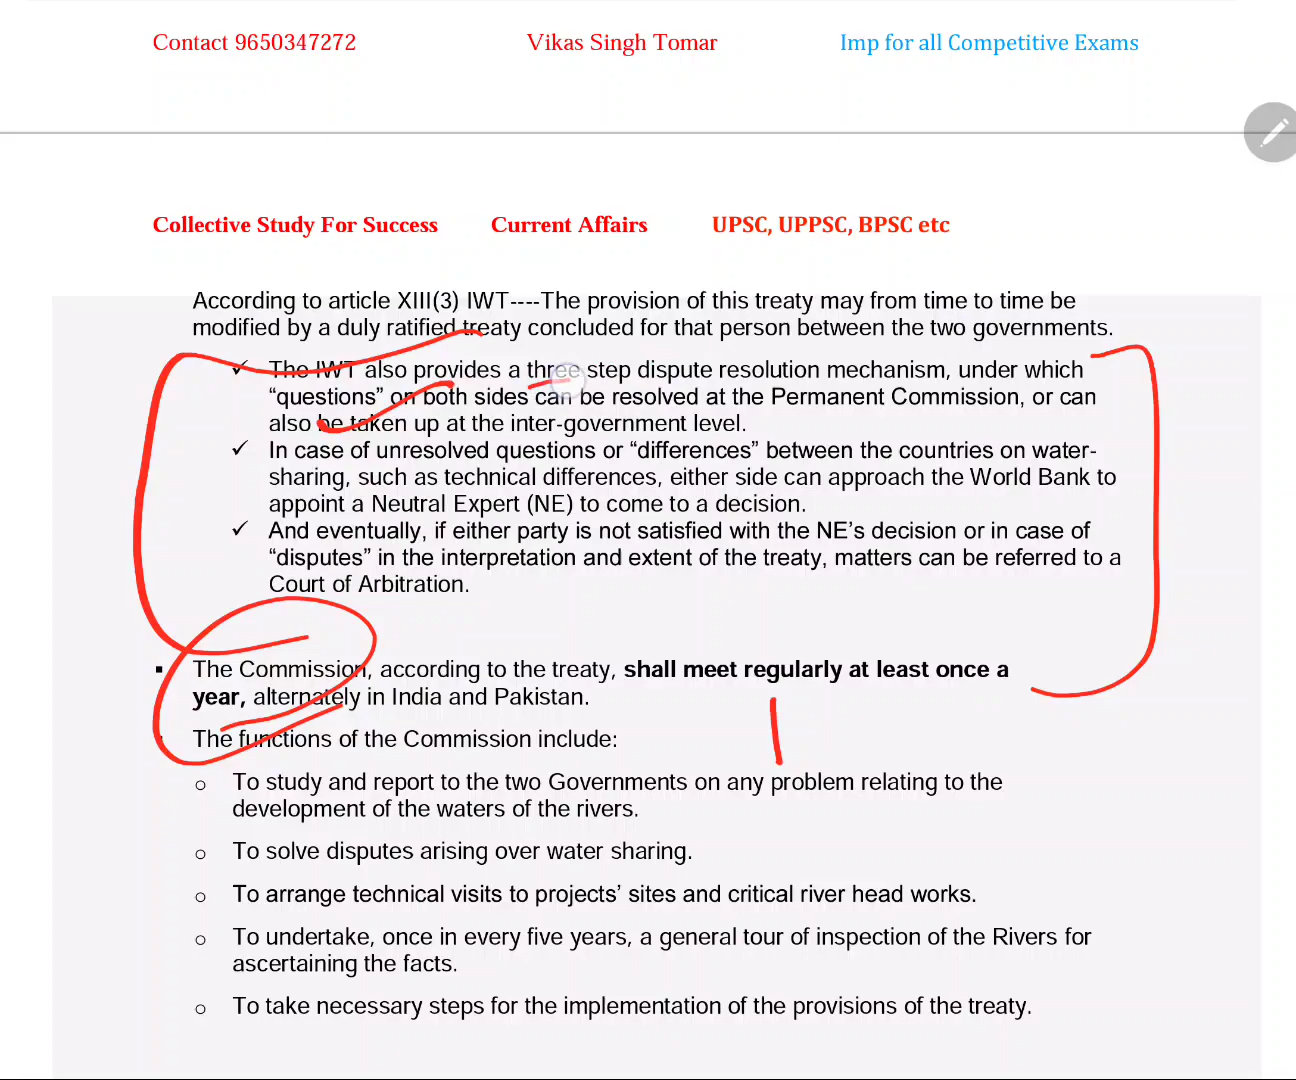 Contact 9650347272 Vikas Singh Tomar Imp for all Competitive Exams
Collective Study For Success Current Affairs UPSC, UPPSC, BPSC etc
According to article XIII(3) IWT----The provision of this treaty may from time to time be
modified by a duly ratified treaty concluded for that person between the two governments.
✓ The IWT also provides a three step dispute resolution mechanism, under which
“questions” on both sides can be resolved at the Permanent Commission, or can
also be taken up at the inter-government level.
✓ In case of unresolved questions or “differences” between the countries on water-
sharing, such as technical differences, either side can approach the World Bank to
appoint a Neutral Expert (NE) to come to a decision.
✓ And eventually, if either party is not satisfied with the NE’s decision or in case of
“disputes” in the interpretation and extent of the treaty, matters can be referred to a
Court of Arbitration.
▪ The Commission, according to the treaty, shall meet regularly at least once a
year, alternately in India and Pakistan.
▪ The functions of the Commission include:
o To study and report to the two Governments on any problem relating to the
development of the waters of the rivers.
o To solve disputes arising over water sharing.
o To arrange technical visits to projects’ sites and critical river head works.
o To undertake, once in every five years, a general tour of inspection of the Rivers for
ascertaining the facts.
o To take necessary steps for the implementation of the provisions of the treaty.